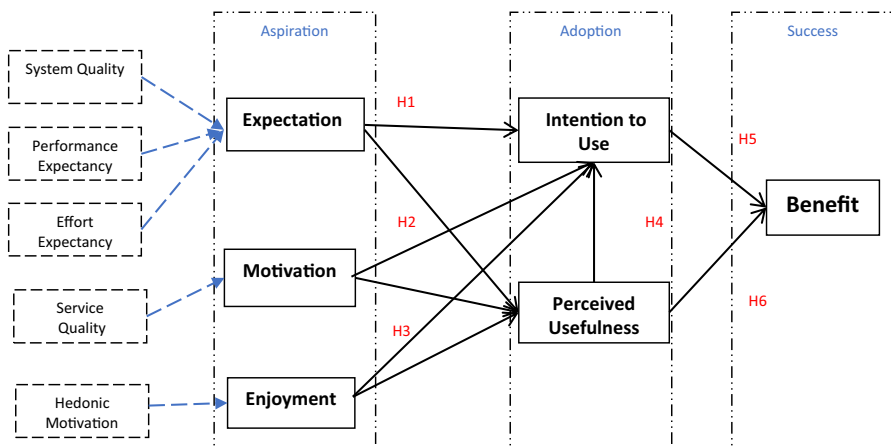 Aspiration
Adoption
Success
System Quality
Performance
Expectancy
Effort
Expectancy
Service
Quality
Hedonic
Motivation
Expectation
Motivation
Enjoyment
H1
H2
H3
Intention to
Use
Perceived
Usefulness
H4
H5
H6
Benefit